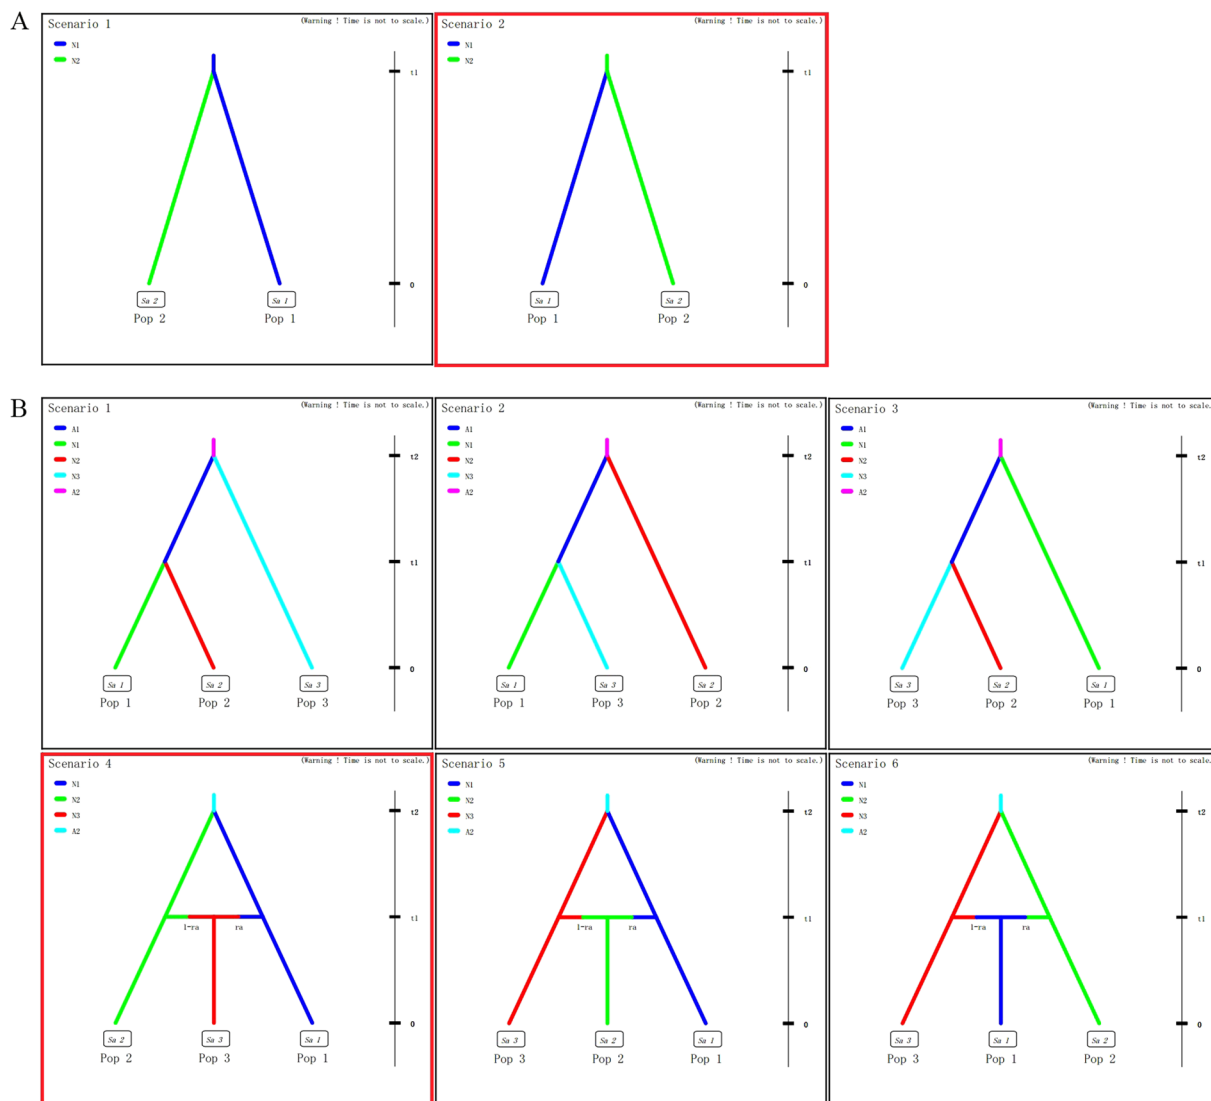 A
Scenario 1 (Warning ! Time is not to scale.)
N1
N2
t1
0
Sa 2 Sa 1
Pop 2 Pop 1
Scenario 2 (Warning ! Time is not to scale.)
N1
N2
t1
0
Sa 1 Sa 2
Pop 1 Pop 2
B
Scenario 1 (Warning ! Time is not to scale.)
A1
N1
N2
N3
A2
t2
t1
0
Sa 1 Sa 2 Sa 3
Pop 1 Pop 2 Pop 3
Scenario 2 (Warning ! Time is not to scale.)
A1
N1
N2
N3
A2
t2
t1
0
Sa 1 Sa 3 Sa 2
Pop 1 Pop 3 Pop 2
Scenario 3 (Warning ! Time is not to scale.)
A1
N1
N2
N3
A2
t2
t1
0
Sa 3 Sa 2 Sa 1
Pop 3 Pop 2 Pop 1
Scenario 4 (Warning ! Time is not to scale.)
N1
N2
N3
A2
t2
t1
1-ra ra
0
Sa 2 Sa 3 Sa 1
Pop 2 Pop 3 Pop 1
Scenario 5 (Warning ! Time is not to scale.)
N1
N2
N3
A2
t2
t1
1-ra ra
0
Sa 3 Sa 2 Sa 1
Pop 3 Pop 2 Pop 1
Scenario 6 (Warning ! Time is not to scale.)
N1
N2
N3
A2
t2
t1
1-ra ra
0
Sa 3 Sa 1 Sa 2
Pop 3 Pop 1 Pop 2